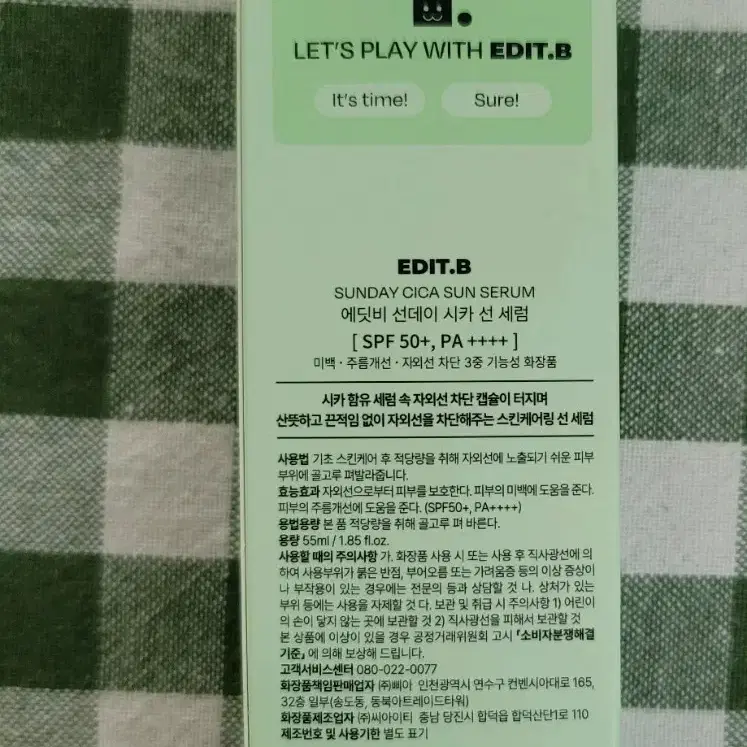 LET'S PLAY WITH EDIT.B
It's time!
Sure!
EDIT.B
SUNDAY CICA SUN SERUM
에딧비 선데이 시카 선 세럼
[ SPF 50+, PA ++++ ]
미백 · 주름개선 · 자외선 차단 3중 기능성 화장품
시카 함유 세럼 속 자외선 차단 캡슐이 터지며
산뜻하고 끈적임 없이 자외선을 차단해주는 스킨케어링 선 세럼
사용법 기초 스킨케어 후 적당량을 취해 자외선에 노출되기 쉬운 피부
부위에 골고루 펴발라줍니다.
효능효과 자외선으로부터 피부를 보호한다. 피부의 미백에 도움을 준다.
피부의 주름개선에 도움을 준다. (SPF50+, PA++++)
용법용량 본 품 적당량을 취해 골고루 펴 바른다.
용량 55ml / 1.85 fl.oz.
사용할 때의 주의사항 가. 화장품 사용 시 또는 사용 후 직사광선에 의
하여 사용부위가 붉은 반점, 부어오름 또는 가려움증 등의 이상 증상이
나 부작용이 있는 경우에는 전문의 등과 상담할 것 나. 상처가 있는
부위 등에는 사용을 자제할 것 다. 보관 및 취급 시 주의사항 1) 어린이
의 손이 닿지 않는 곳에 보관할 것 2) 직사광선을 피해서 보관할 것
본 상품에 이상이 있을 경우 공정거래위원회 고시 「소비자분쟁해결
기준」에 의해 보상해 드립니다.
고객서비스센터 080-022-0077
화장품책임판매업자 ㈜삐아 인천광역시 연수구 컨벤시아대로 165,
32층 일부(송도동, 동북아트레이드타워)
화장품제조업자 ㈜씨아이티 충남 당진시 합덕읍 합덕산단1로 110
제조번호 및 사용기한 별도 표기